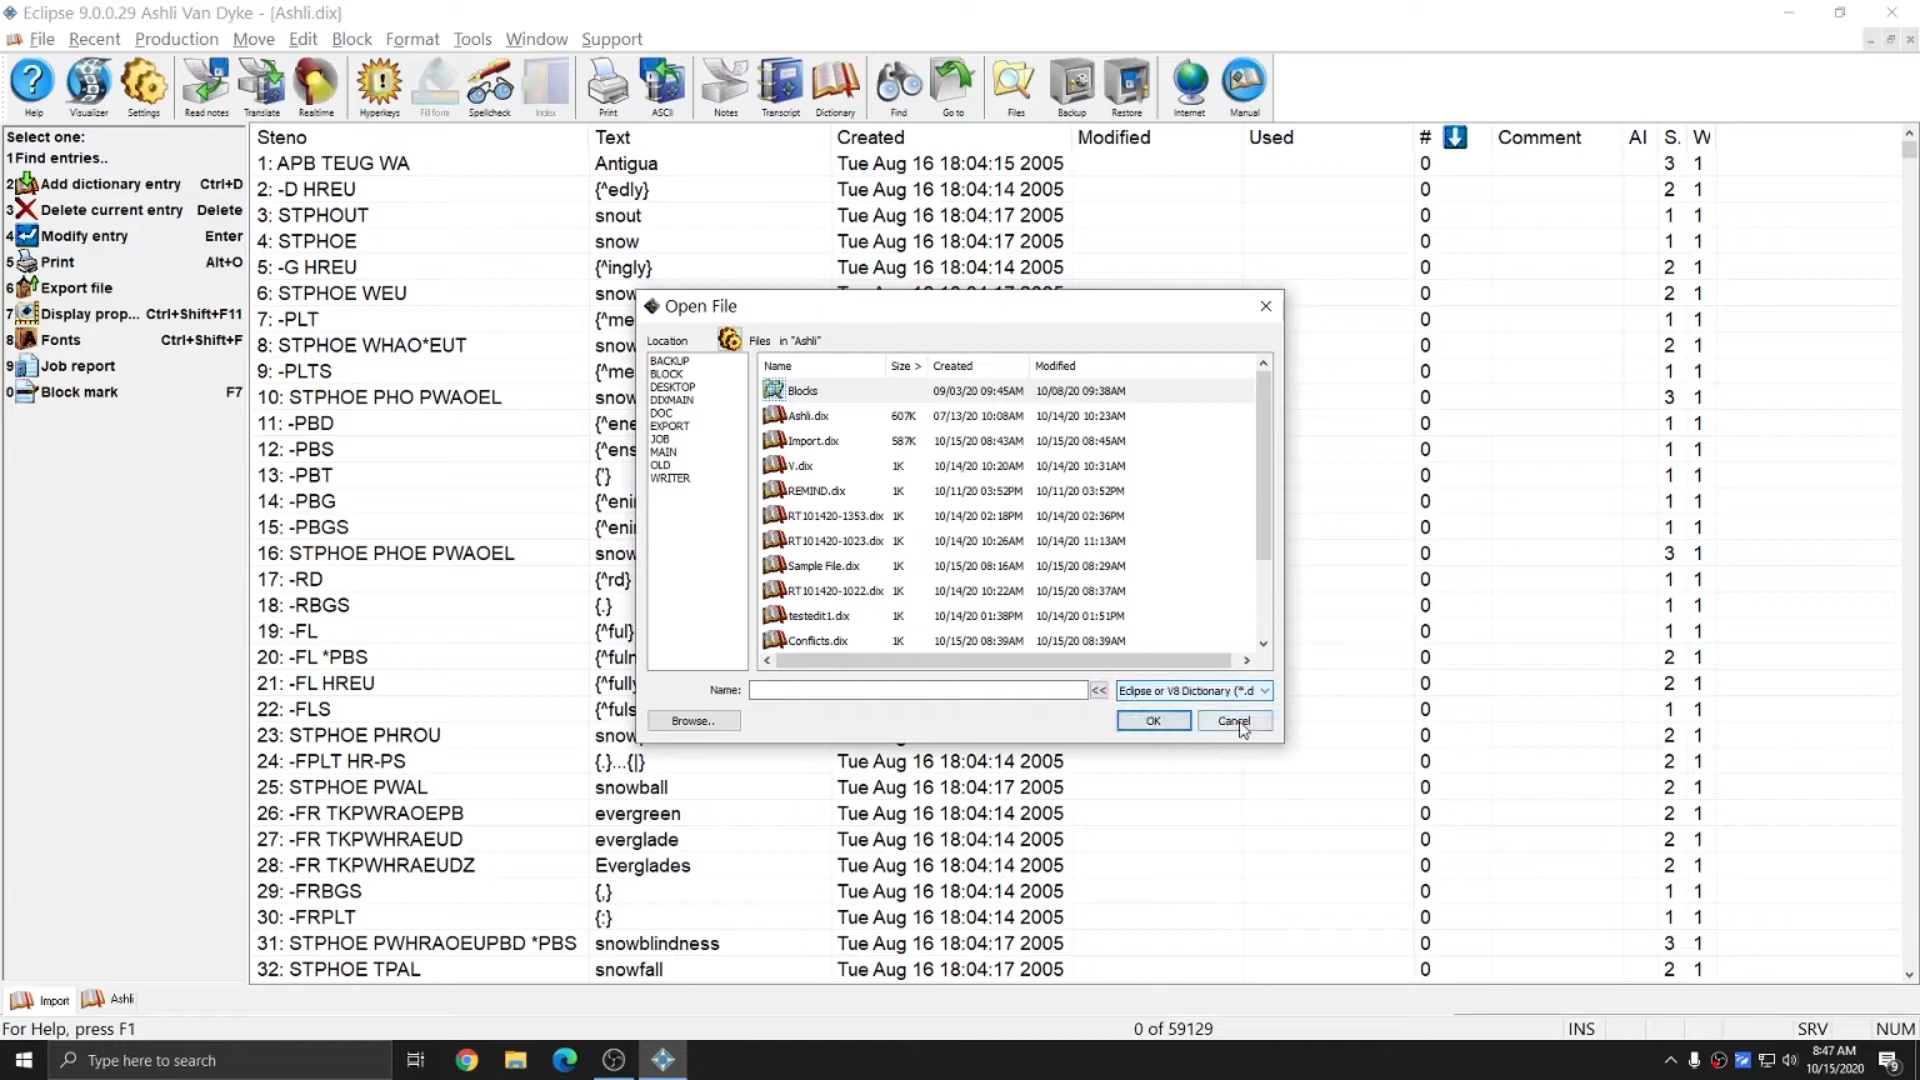 Eclipse 9.0.0.29 Ashli Van Dyke - [Ashli.dix]
File Recent Production Move Edit Block Format Tools Window Support
Help Visualizer Settings Read notes Translate Realtime Hyperkeys Fill form Spellcheck Index Print ASCII Notes Transcript Dictionary Find Go to Files Backup Restore Internet Manual
Select one:
1Find entries..
2 Add dictionary entry Ctrl+D
3 Delete current entry Delete
4 Modify entry Enter
5 Print Alt+O
6 Export file
7 Display prop... Ctrl+Shift+F11
8 Fonts Ctrl+Shift+F
9 Job report
0 Block mark F7
Steno Text Created Modified Used # Comment AI S. W
1: APB TEUG WA Antigua Tue Aug 16 18:04:15 2005 0 3 1
2: -D HREU {^edly} Tue Aug 16 18:04:14 2005 0 2 1
3: STPHOUT snout Tue Aug 16 18:04:17 2005 0 1 1
4: STPHOE snow Tue Aug 16 18:04:17 2005 0 1 1
5: -G HREU {^ingly} Tue Aug 16 18:04:14 2005 0 2 1
6: STPHOE WEU snow 0 2 1
7: -PLT {^me 0 1 1
8: STPHOE WHAO*EUT snow 0 2 1
9: -PLTS {^me 0 1 1
10: STPHOE PHO PWAOEL snow 0 3 1
11: -PBD {^ene 0 1 1
12: -PBS {^ens 0 1 1
13: -PBT {'} 0 1 1
14: -PBG {^eni 0 1 1
15: -PBGS {^eni 0 1 1
16: STPHOE PHOE PWAOEL snow 0 3 1
17: -RD {^rd} 0 1 1
18: -RBGS {.} 0 1 1
19: -FL {^ful} 0 1 1
20: -FL *PBS {^fuln 0 2 1
21: -FL HREU {^fully 0 2 1
22: -FLS {^fuls 0 1 1
23: STPHOE PHROU snow 0 2 1
24: -FPLT HR-PS {.}...{|} Tue Aug 16 18:04:14 2005 0 2 1
25: STPHOE PWAL snowball Tue Aug 16 18:04:17 2005 0 2 1
26: -FR TKPWRAOEPB evergreen Tue Aug 16 18:04:14 2005 0 2 1
27: -FR TKPWHRAEUD everglade Tue Aug 16 18:04:14 2005 0 2 1
28: -FR TKPWHRAEUDZ Everglades Tue Aug 16 18:04:14 2005 0 2 1
29: -FRBGS {,} Tue Aug 16 18:04:14 2005 0 1 1
30: -FRPLT {:} Tue Aug 16 18:04:14 2005 0 1 1
31: STPHOE PWHRAOEUPBD *PBS snowblindness Tue Aug 16 18:04:17 2005 0 3 1
32: STPHOE TPAL snowfall Tue Aug 16 18:04:17 2005 0 2 1
Open File
Location Files in "Ashli"
BACKUP
BLOCK
DESKTOP
DIXMAIN
DOC
EXPORT
JOB
MAIN
OLD
WRITER
Name Size > Created Modified
Blocks 09/03/20 09:45AM 10/08/20 09:38AM
Ashli.dix 607K 07/13/20 10:08AM 10/14/20 10:23AM
Import.dix 587K 10/15/20 08:43AM 10/15/20 08:45AM
V.dix 1K 10/14/20 10:20AM 10/14/20 10:31AM
REMIND.dix 1K 10/11/20 03:52PM 10/11/20 03:52PM
RT101420-1353.dix 1K 10/14/20 02:18PM 10/14/20 02:36PM
RT101420-1023.dix 1K 10/14/20 10:26AM 10/14/20 11:13AM
Sample File.dix 1K 10/15/20 08:16AM 10/15/20 08:29AM
RT101420-1022.dix 1K 10/14/20 10:22AM 10/15/20 08:37AM
testedit1.dix 1K 10/14/20 01:38PM 10/14/20 01:51PM
Conflicts.dix 1K 10/15/20 08:39AM 10/15/20 08:39AM
Name: << Eclipse or V8 Dictionary (*.d
Browse.. OK Cancel
Import Ashli
For Help, press F1 0 of 59129 INS SRV NUM
Type here to search
8:47 AM
10/15/2020
9